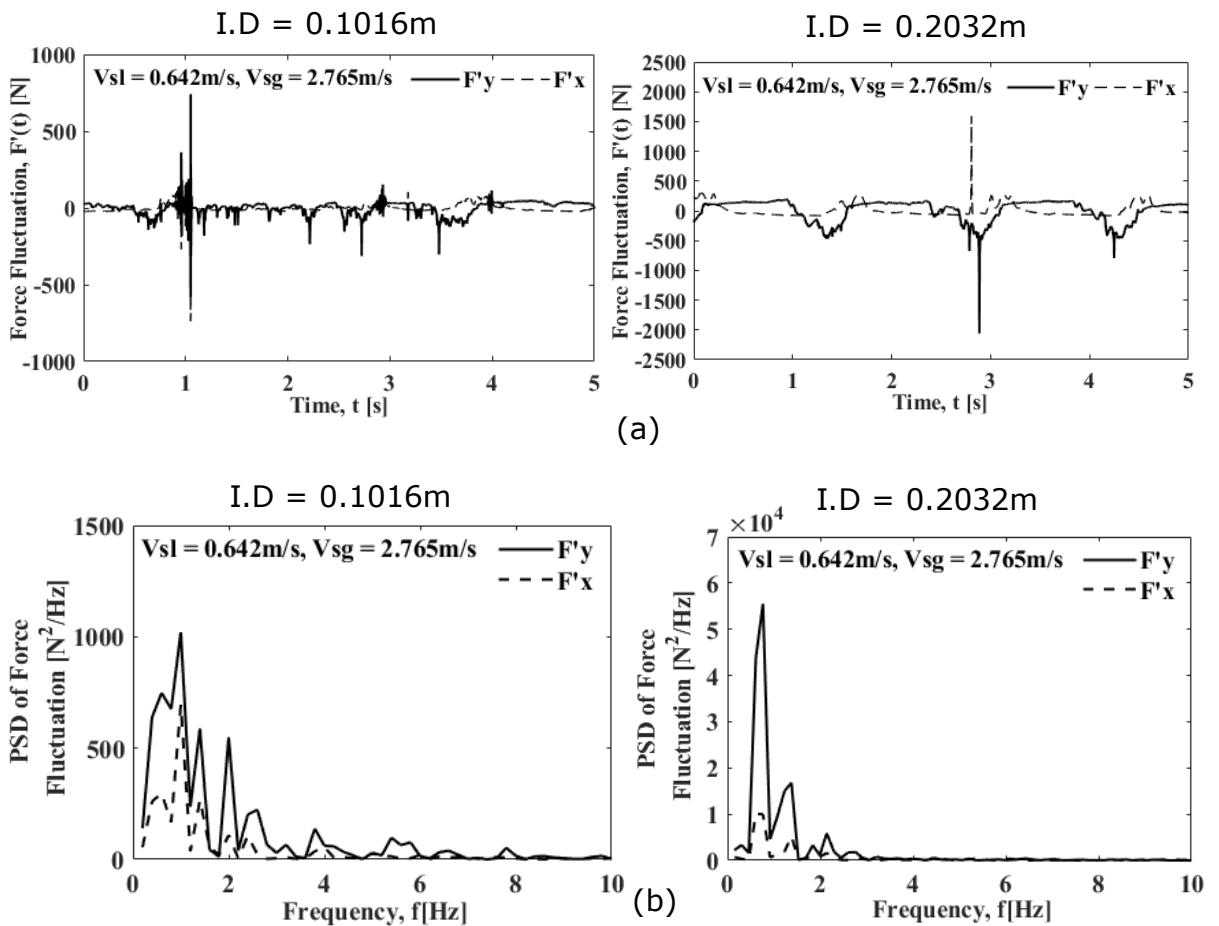 I.D = 0.1016m
1000
500
0
-500
-1000
Force Fluctuation, F'(t) [N]
Vsl = 0.642m/s, Vsg = 2.765m/s
F'y
F'x
0 1 2 3 4 5
Time, t [s]
I.D = 0.2032m
2500
2000
1500
1000
500
0
-500
-1000
-1500
-2000
-2500
Force Fluctuation, F'(t) [N]
Vsl = 0.642m/s, Vsg = 2.765m/s
F'y
F'x
0 1 2 3 4 5
Time, t [s]
(a)
I.D = 0.1016m
1500
1000
500
0
PSD of Force
Fluctuation [N²/Hz]
Vsl = 0.642m/s, Vsg = 2.765m/s
F'y
F'x
0 2 4 6 8 10
Frequency, f[Hz]
I.D = 0.2032m
×10⁴
7
6
5
4
3
2
1
0
PSD of Force
Fluctuation [N²/Hz]
Vsl = 0.642m/s, Vsg = 2.765m/s
F'y
F'x
0 2 4 6 8 10
Frequency, f[Hz]
(b)